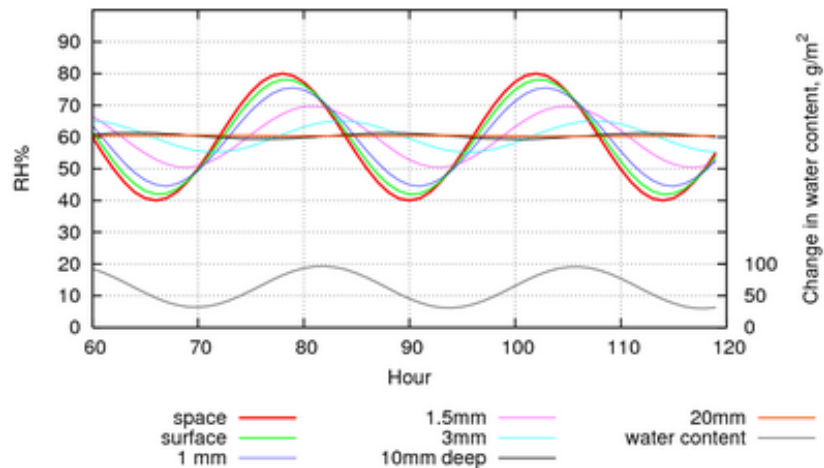 90
80
70
60
50
40
30
20
10
0
RH%
100
50
0
Change in water content, g/m²
60 70 80 90 100 110 120
Hour
space 1.5mm 20mm
surface 3mm water content
1 mm 10mm deep